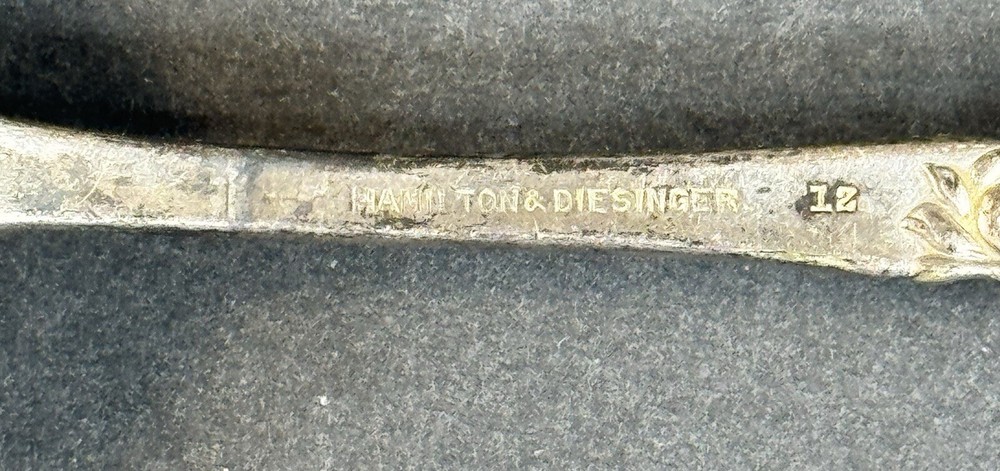 HAMILTON & DIESINGER. 12